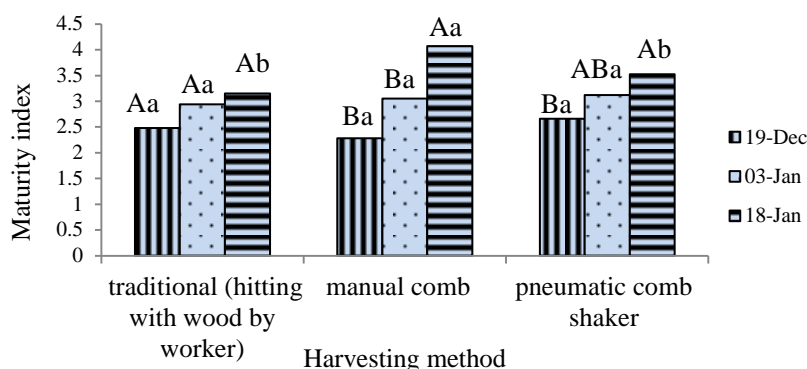 Maturity index
4.5
4
3.5
3
2.5
2
1.5
1
0.5
0
Aa
Aa
Ab
Ba
Ba
Aa
Ba
ABa
Ab
19-Dec
03-Jan
18-Jan
traditional (hitting
with wood by
worker)
manual comb
pneumatic comb
shaker
Harvesting method